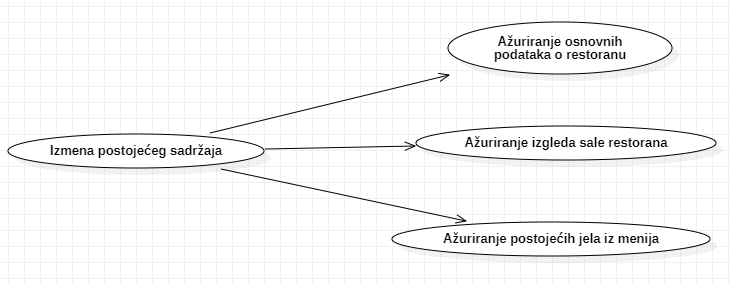 Ažuriranje osnovnih
podataka o restoranu
Izmena postojećeg sadržaja
Ažuriranje izgleda sale restorana
Ažuriranje postojećih jela iz menija